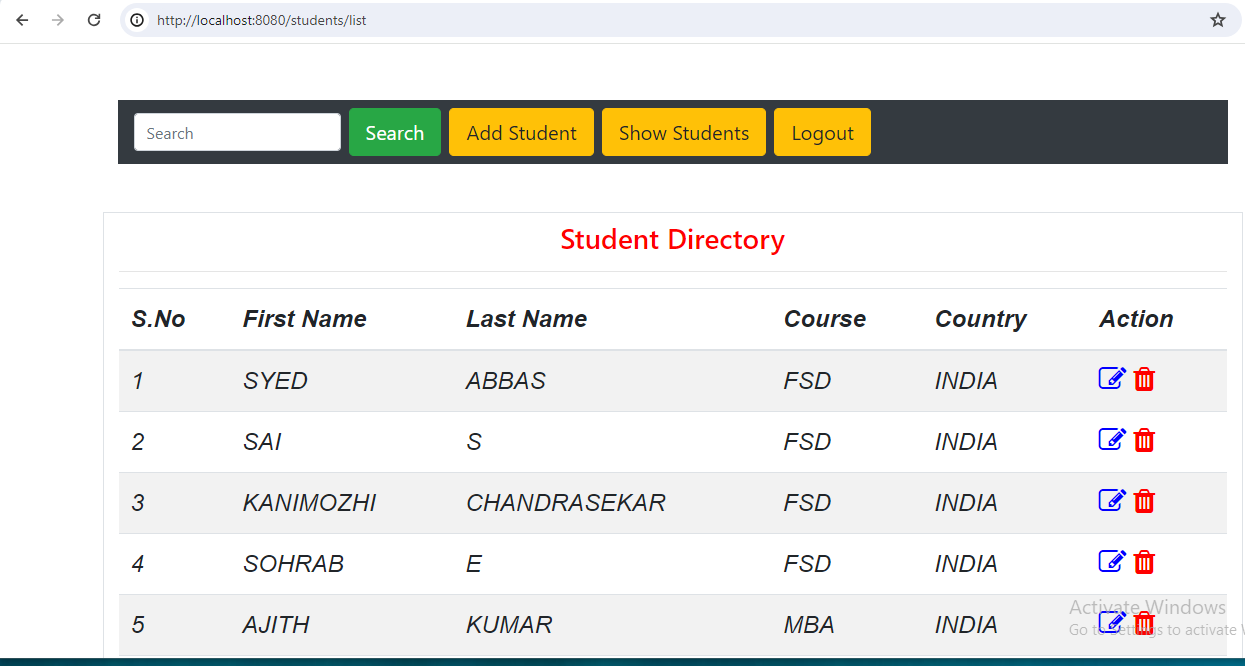 http://localhost:8080/students/list
Search Search Add Student Show Students Logout
Student Directory
S.No First Name Last Name Course Country Action
1 SYED ABBAS FSD INDIA
2 SAI S FSD INDIA
3 KANIMOZHI CHANDRASEKAR FSD INDIA
4 SOHRAB E FSD INDIA
5 AJITH KUMAR MBA INDIA
Activate Windows
Go to Settings to activate